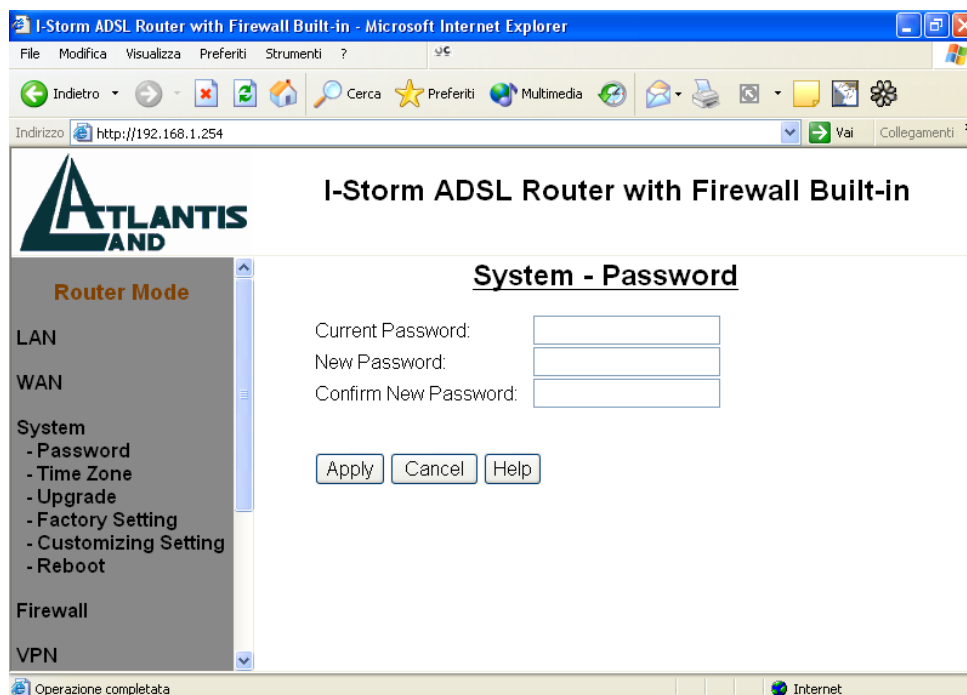 I-Storm ADSL Router with Firewall Built-in - Microsoft Internet Explorer
File Modifica Visualizza Preferiti Strumenti ?
Indietro Cerca Preferiti Multimedia
Indirizzo http://192.168.1.254 Vai Collegamenti
ATLANTIS
LAND
I-Storm ADSL Router with Firewall Built-in
Router Mode
LAN
WAN
System
- Password
- Time Zone
- Upgrade
- Factory Setting
- Customizing Setting
- Reboot
Firewall
VPN
System - Password
Current Password:
New Password:
Confirm New Password:
Apply Cancel Help
Operazione completata Internet